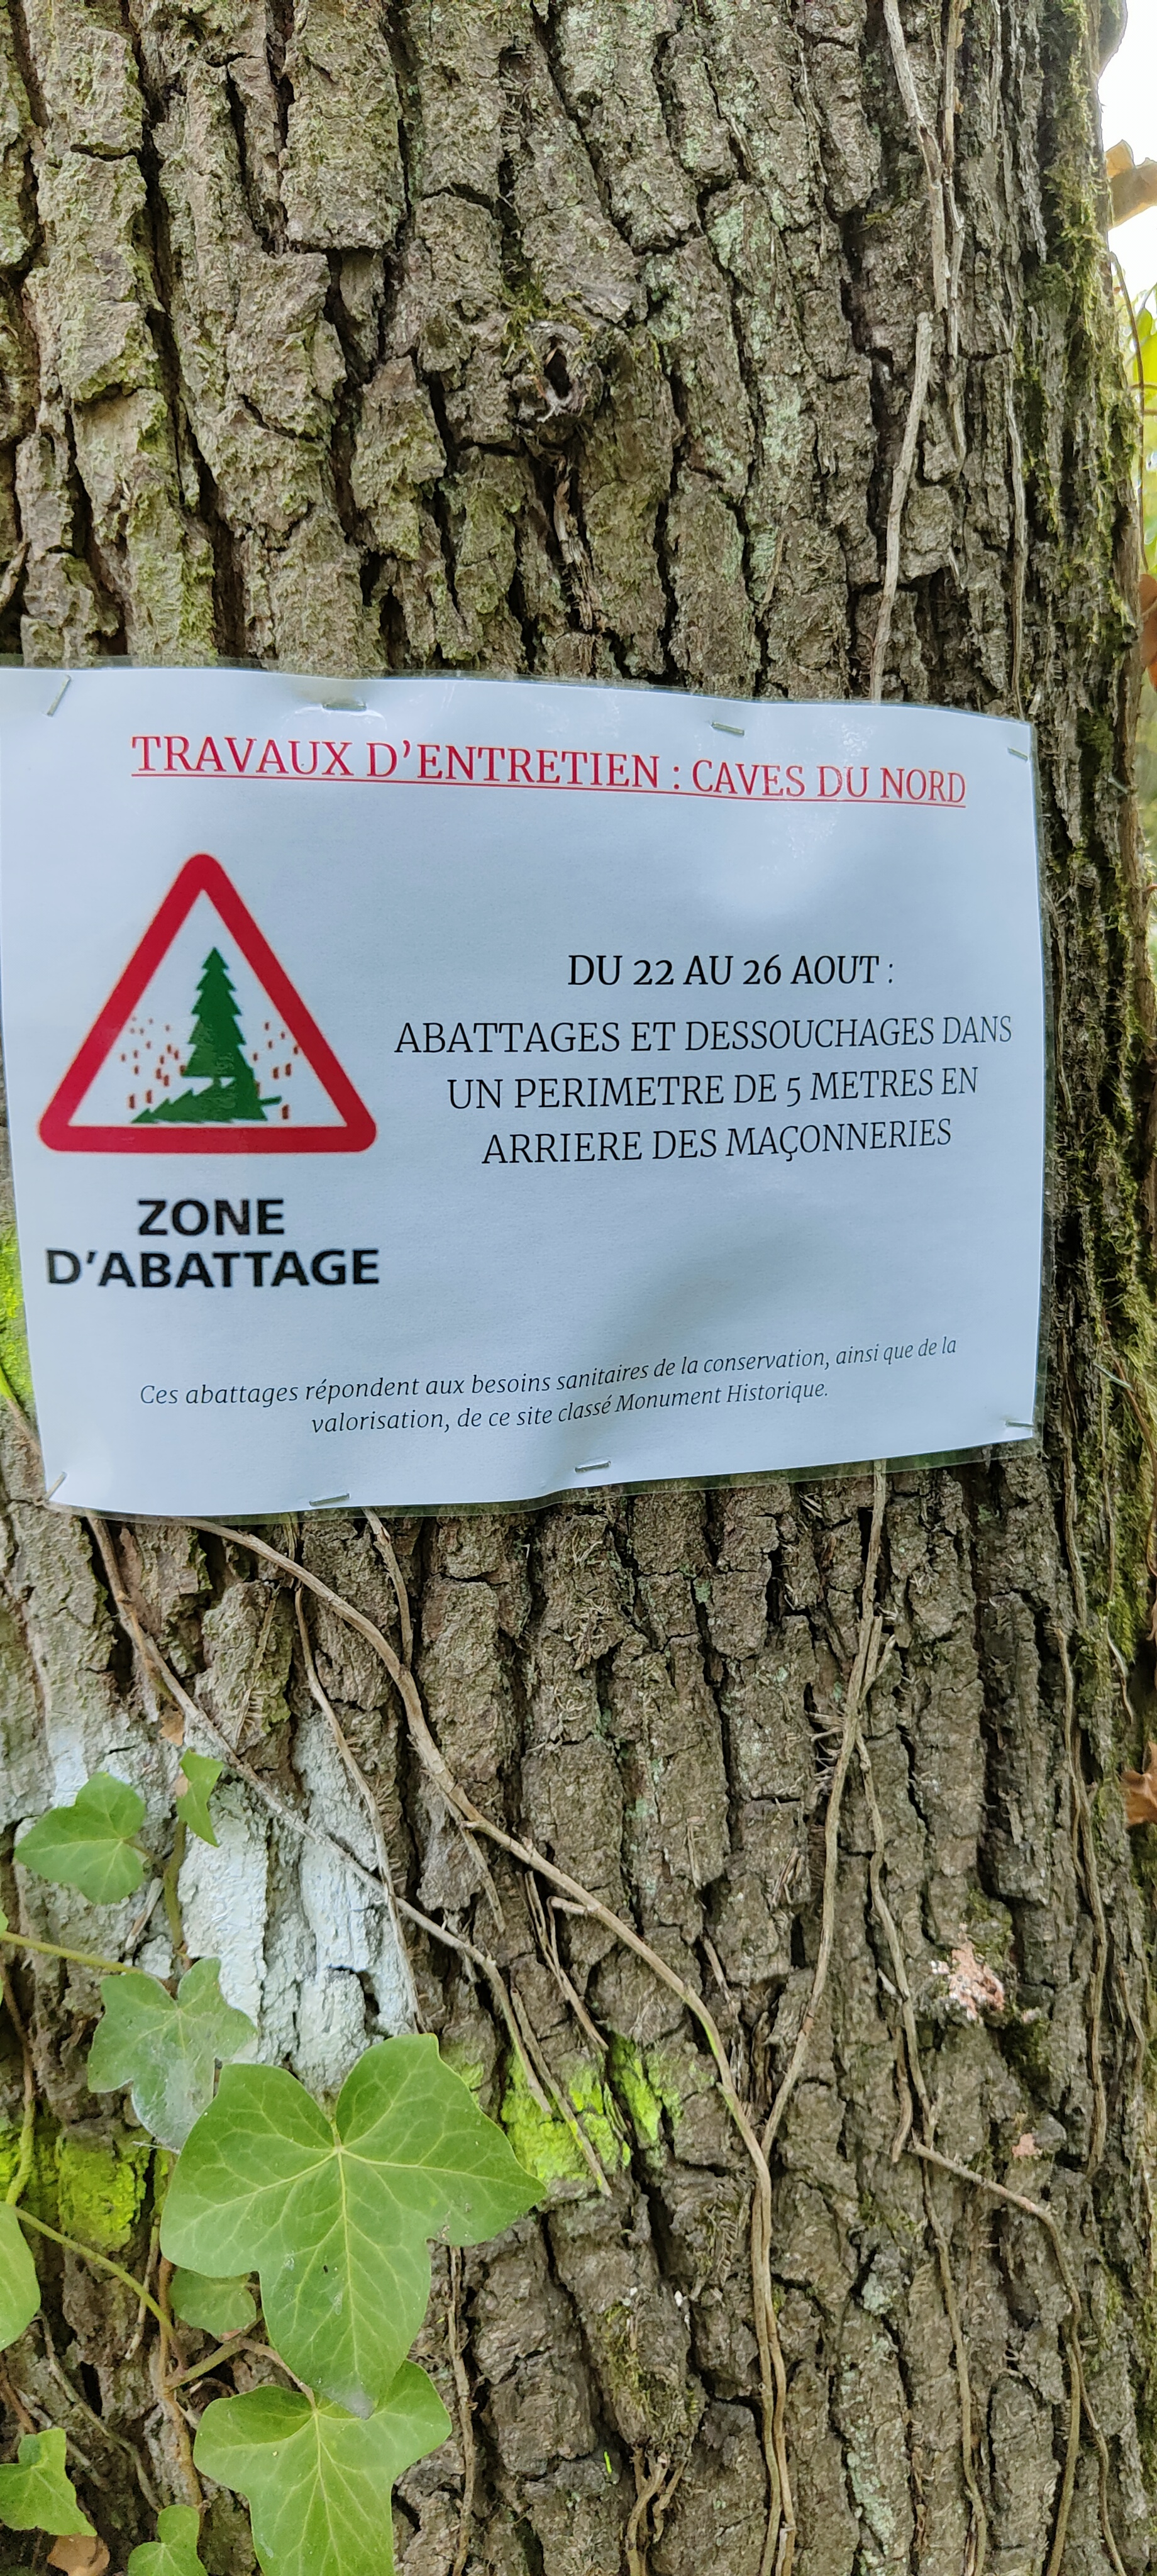 TRAVAUX D’ENTRETIEN : CAVES DU NORD
DU 22 AU 26 AOUT :
ABATTAGES ET DESSOUCHAGES DANS
UN PERIMETRE DE 5 METRES EN
ARRIERE DES MAÇONNERIES
ZONE
D’ABATTAGE
Ces abattages répondent aux besoins sanitaires de la conservation, ainsi que de la
valorisation, de ce site classé Monument Historique.